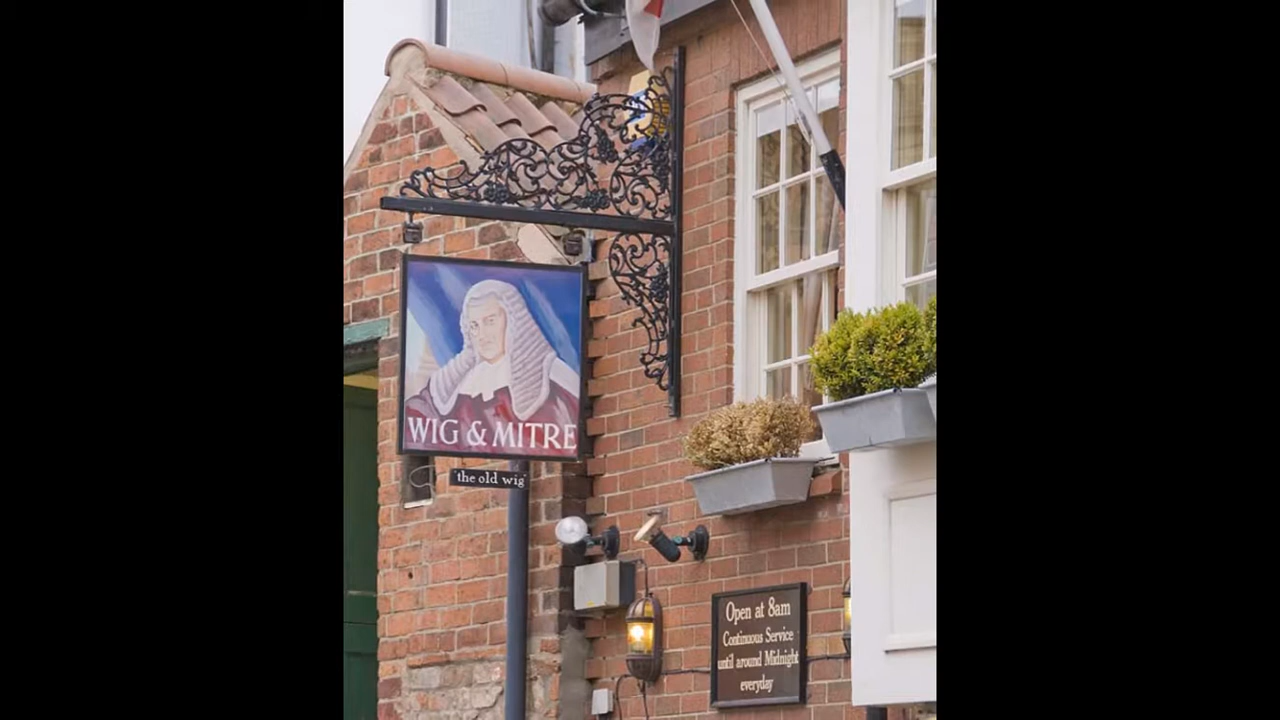 WIG & MITRE
"the old wig"
Open at 8am
Continuous Service
until around Midnight
everyday